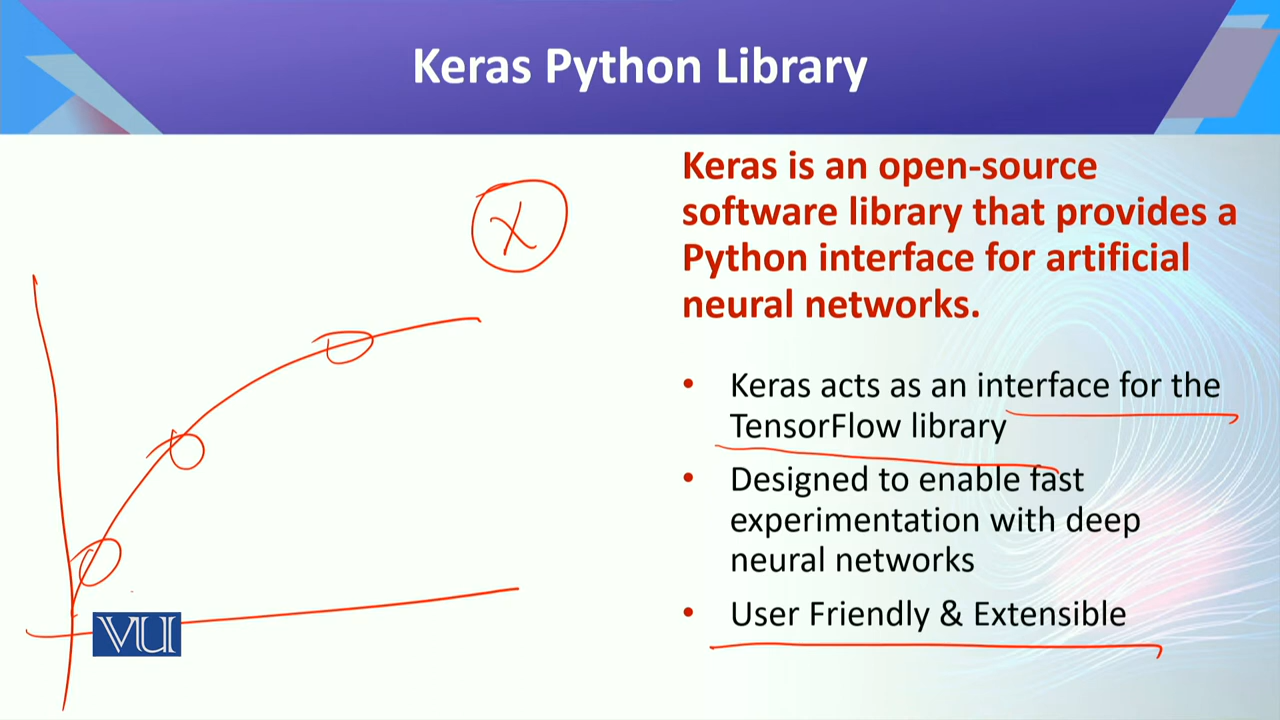 Keras Python Library
X
Keras is an open-source
software library that provides a
Python interface for artificial
neural networks.
• Keras acts as an interface for the
TensorFlow library
• Designed to enable fast
experimentation with deep
neural networks
• User Friendly & Extensible
VU